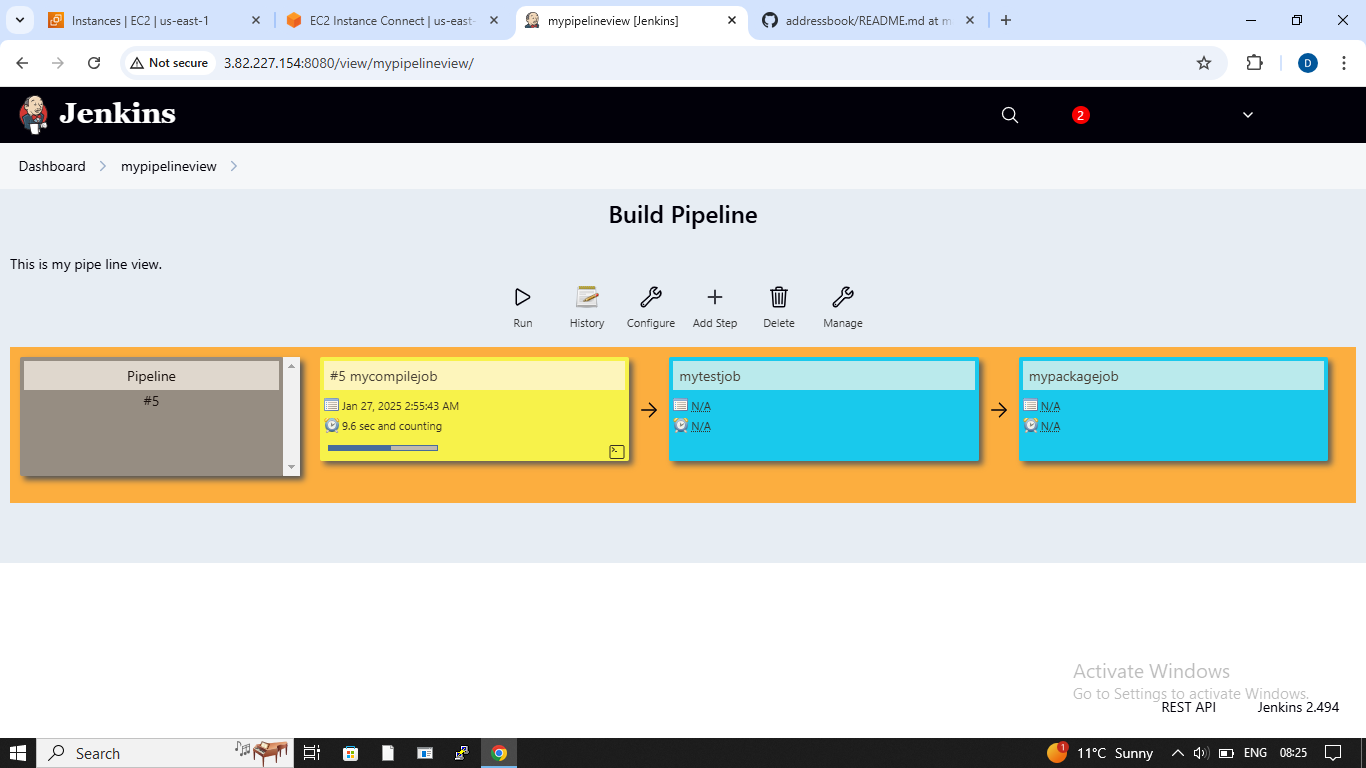 Instances | EC2 | us-east-1
EC2 Instance Connect | us-east-
mypipelineview [Jenkins]
addressbook/README.md at m
Not secure
3.82.227.154:8080/view/mypipelineview/
D
Jenkins
2
Dashboard
mypipelineview
Build Pipeline
This is my pipe line view.
Run
History
Configure
Add Step
Delete
Manage
Pipeline
#5
#5 mycompilejob
Jan 27, 2025 2:55:43 AM
9.6 sec and counting
mytestjob
N/A
N/A
mypackagejob
N/A
N/A
Activate Windows
Go to Settings to activate Windows.
REST API
Jenkins 2.494
Search
1
11°C Sunny
ENG
08:25